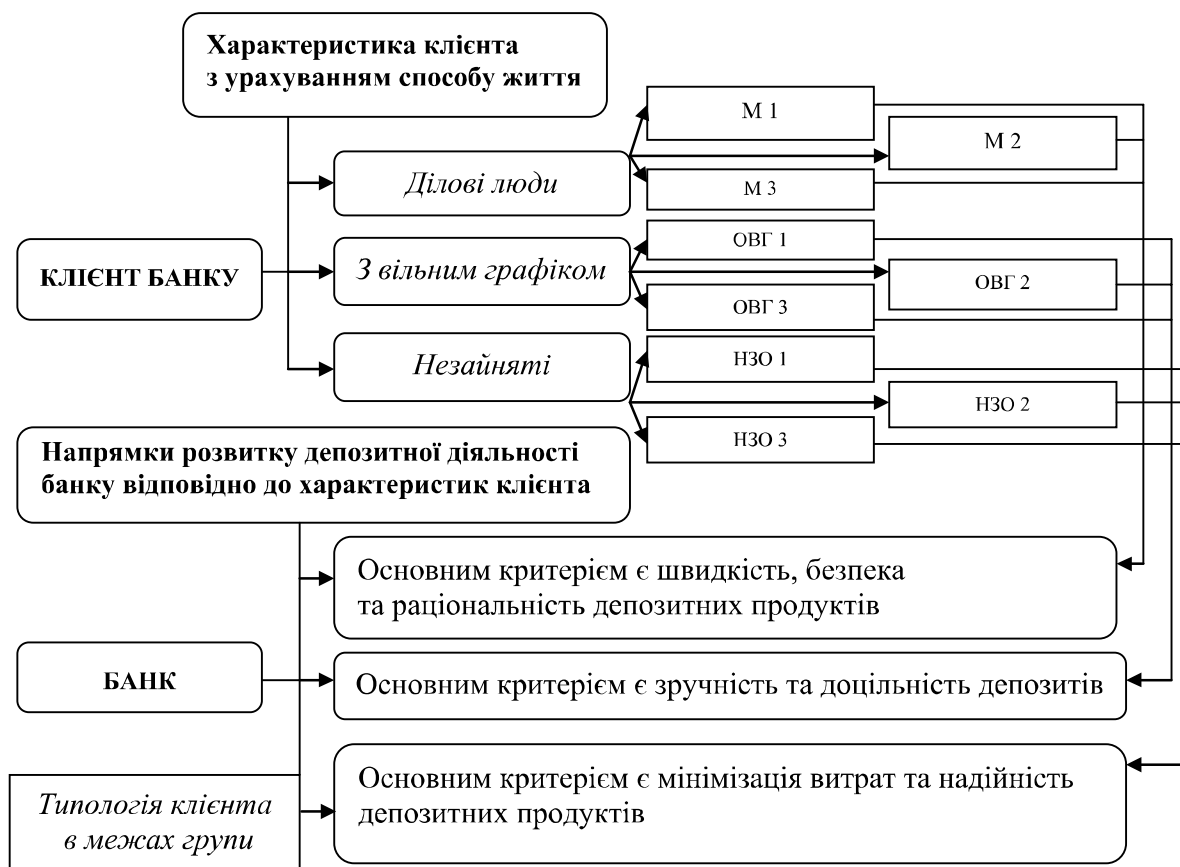 Характеристика клієнта
з урахуванням способу життя
М 1
М 2
Ділові люди
М 3
ОВГ 1
КЛІЄНТ БАНКУ
З вільним графіком
ОВГ 2
ОВГ 3
Незайняті
НЗО 1
НЗО 2
НЗО 3
Напрямки розвитку депозитної діяльності
банку відповідно до характеристик клієнта
Основним критерієм є швидкість, безпека
та раціональність депозитних продуктів
БАНК
Основним критерієм є зручність та доцільність депозитів
Основним критерієм є мінімізація витрат та надійність
депозитних продуктів
Типологія клієнта
в межах групи